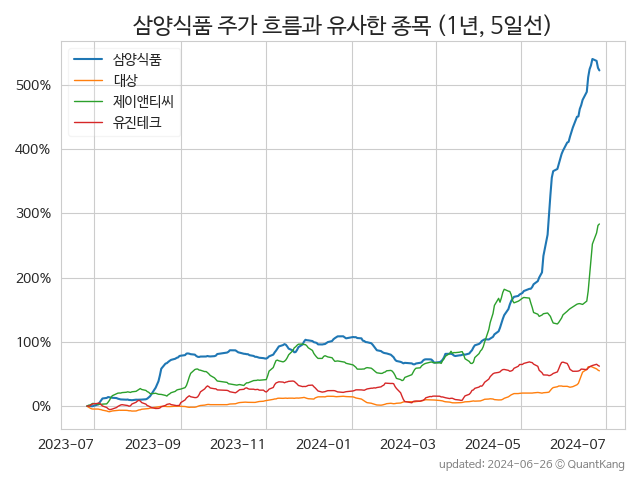 삼양식품 주가 흐름과 유사한 종목 (1년, 5일선)
삼양식품
대상
제이앤티씨
유진테크
500%
400%
300%
200%
100%
0%
2023-07 2023-09 2023-11 2024-01 2024-03 2024-05 2024-07
updated: 2024-06-26 @ QuantKang